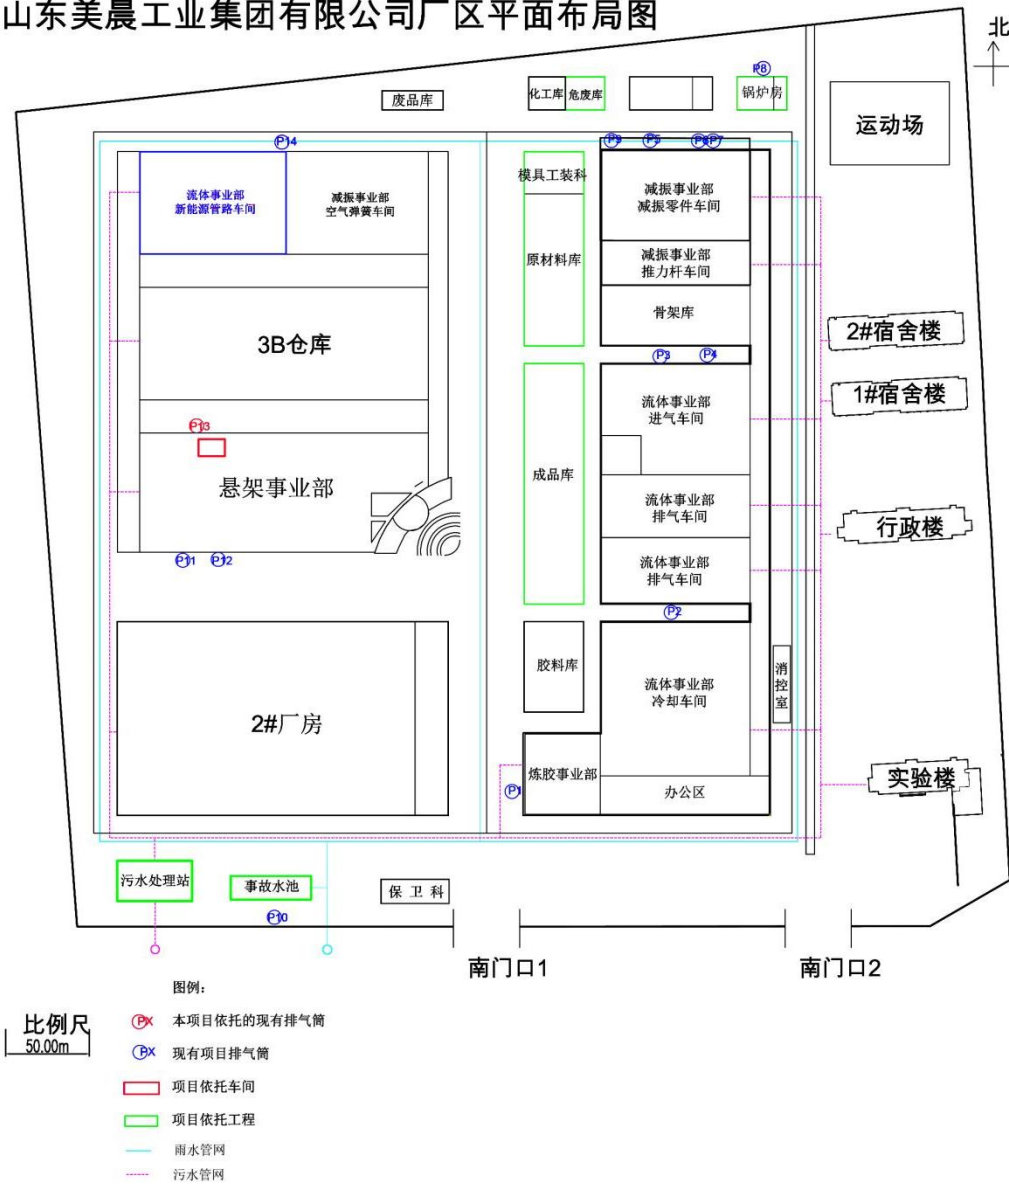 山东美晨工业集团有限公司厂区平面布局图
北
P8
废品库
化工库
危废库
锅炉房
运动场
P14
P9
P5
P6
P7
流体事业部
新能源管路车间
减振事业部
空气弹簧车间
模具工装科
减振事业部
减振零件车间
原材料库
减振事业部
推力杆车间
骨架库
3B仓库
P3
P4
2#宿舍楼
1#宿舍楼
P13
流体事业部
进气车间
悬架事业部
成品库
流体事业部
排气车间
行政楼
P11
P12
流体事业部
排气车间
P2
胶料库
消控室
流体事业部
冷却车间
2#厂房
炼胶事业部
P1
办公区
实验楼
污水处理站
事故水池
保卫科
P10
南门口1
南门口2
图例：
比例尺
50.00m
PX
本项目依托的现有排气筒
PX
现有项目排气筒
项目依托车间
项目依托工程
雨水管网
污水管网